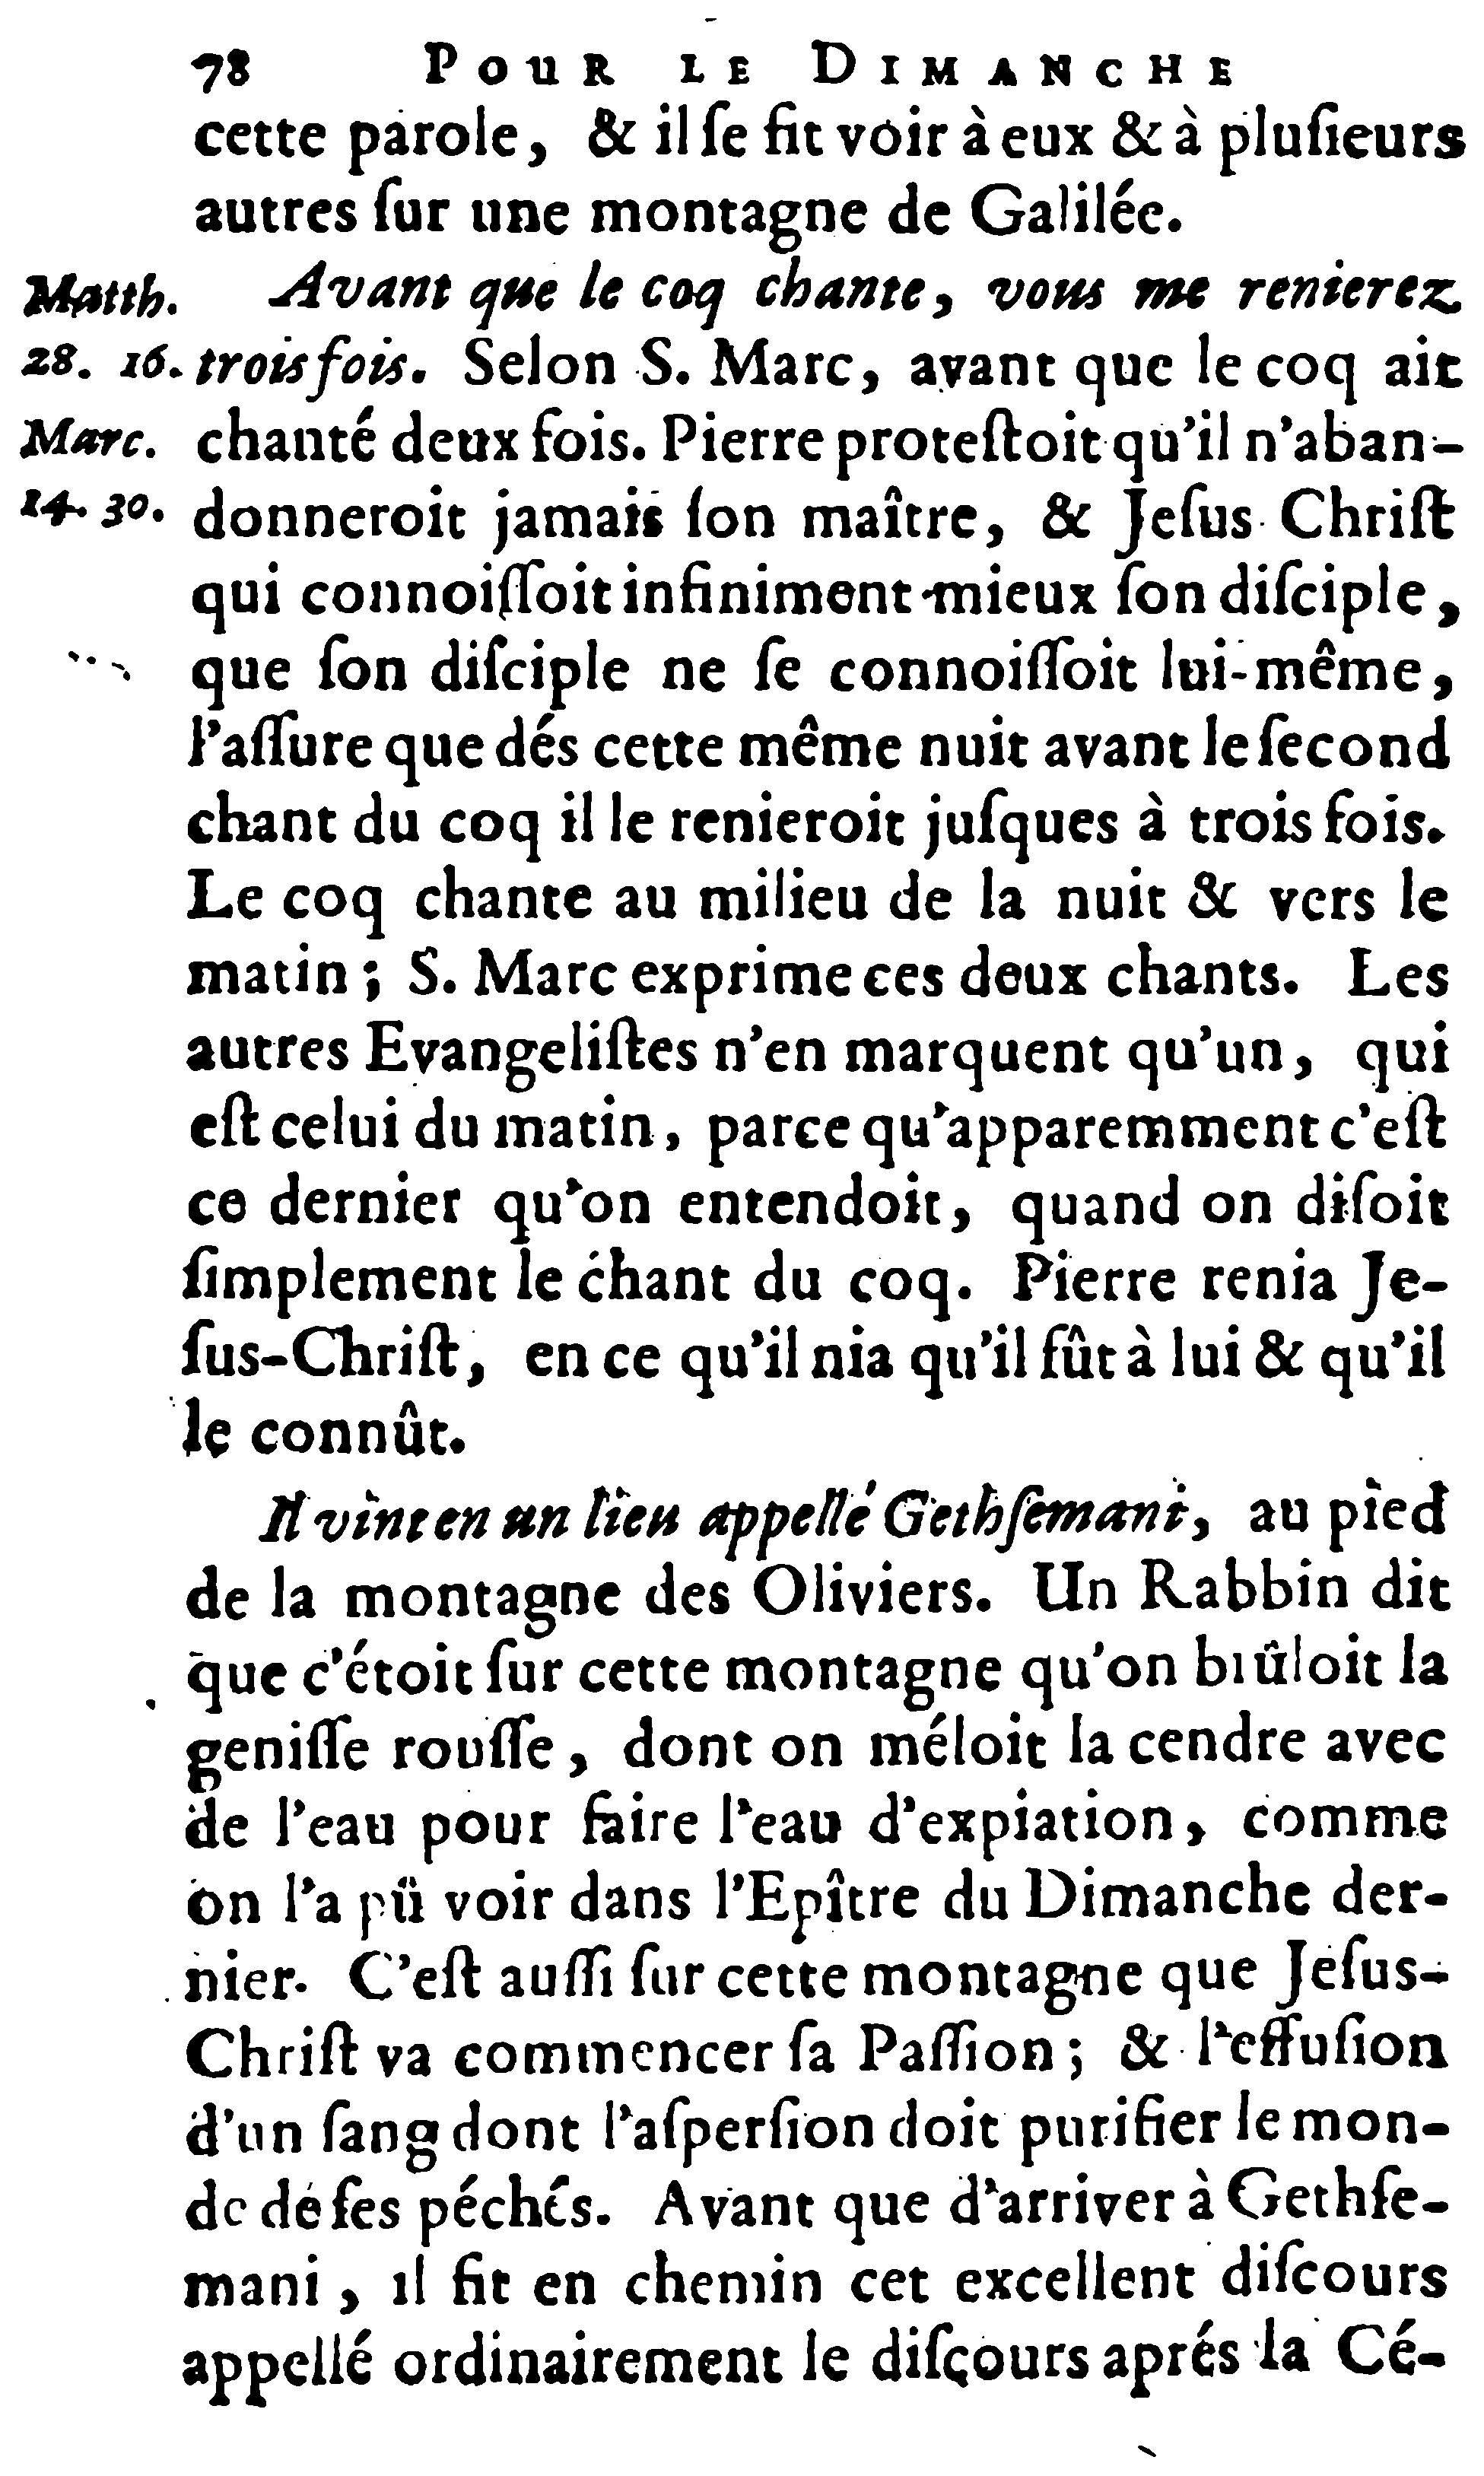 78 POUR LE DIMANCHE
cette parole, & il ſe fit voir à eux & à pluſieurs
autres ſur une montagne de Galilée.
Matth. Avant que le coq chante, vous me renierez
28. 16. trois fois. Selon S. Marc, avant que le coq ait
Marc. chanté deux fois. Pierre proteſtoit qu'il n'aban-
14. 30. donneroit jamais ſon maître, & Jeſus Chriſt
qui connoiſſoit infiniment mieux ſon diſciple,
que ſon diſciple ne ſe connoiſſoit lui-même,
l'aſſure que dés cette même nuit avant le ſecond
chant du coq il le renieroit juſques à trois fois.
Le coq chante au milieu de la nuit & vers le
matin; S. Marc exprime ces deux chants. Les
autres Evangeliſtes n'en marquent qu'un, qui
eſt celui du matin, parce qu'apparemment c'eſt
ce dernier qu'on entendoit, quand on diſoit
ſimplement le chant du coq. Pierre renia Je-
ſus-Chriſt, en ce qu'il nia qu'il fût à lui & qu'il
le connût.
Il vint en un lieu appellé Gethſemani, au pied
de la montagne des Oliviers. Un Rabbin dit
que c'étoit ſur cette montagne qu'on brûloit la
geniſſe rouſſe, dont on méloit la cendre avec
de l'eau pour faire l'eau d'expiation, comme
on l'a pû voir dans l'Epître du Dimanche der-
nier. C'eſt auſſi ſur cette montagne que Jeſus-
Chriſt va commencer ſa Paſſion; & l'effuſion
d'un ſang dont l'aſperſion doit purifier le mon-
de de ſes péchés. Avant que d'arriver à Gethſe-
mani, il fit en chemin cet excellent diſcours
appellé ordinairement le diſcours aprés la Cé-